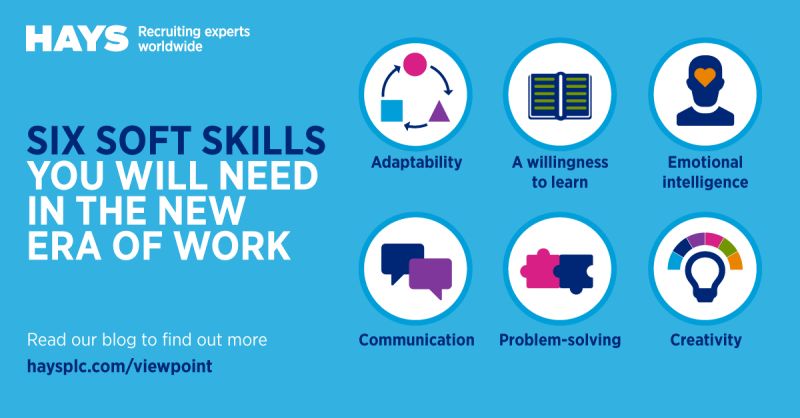 HAYS
Recruiting experts
worldwide
SIX SOFT SKILLS
YOU WILL NEED
IN THE NEW
ERA OF WORK
Read our blog to find out more
haysplc.com/viewpoint
Adaptability
A willingness
to learn
Emotional
intelligence
Communication
Problem-solving
Creativity